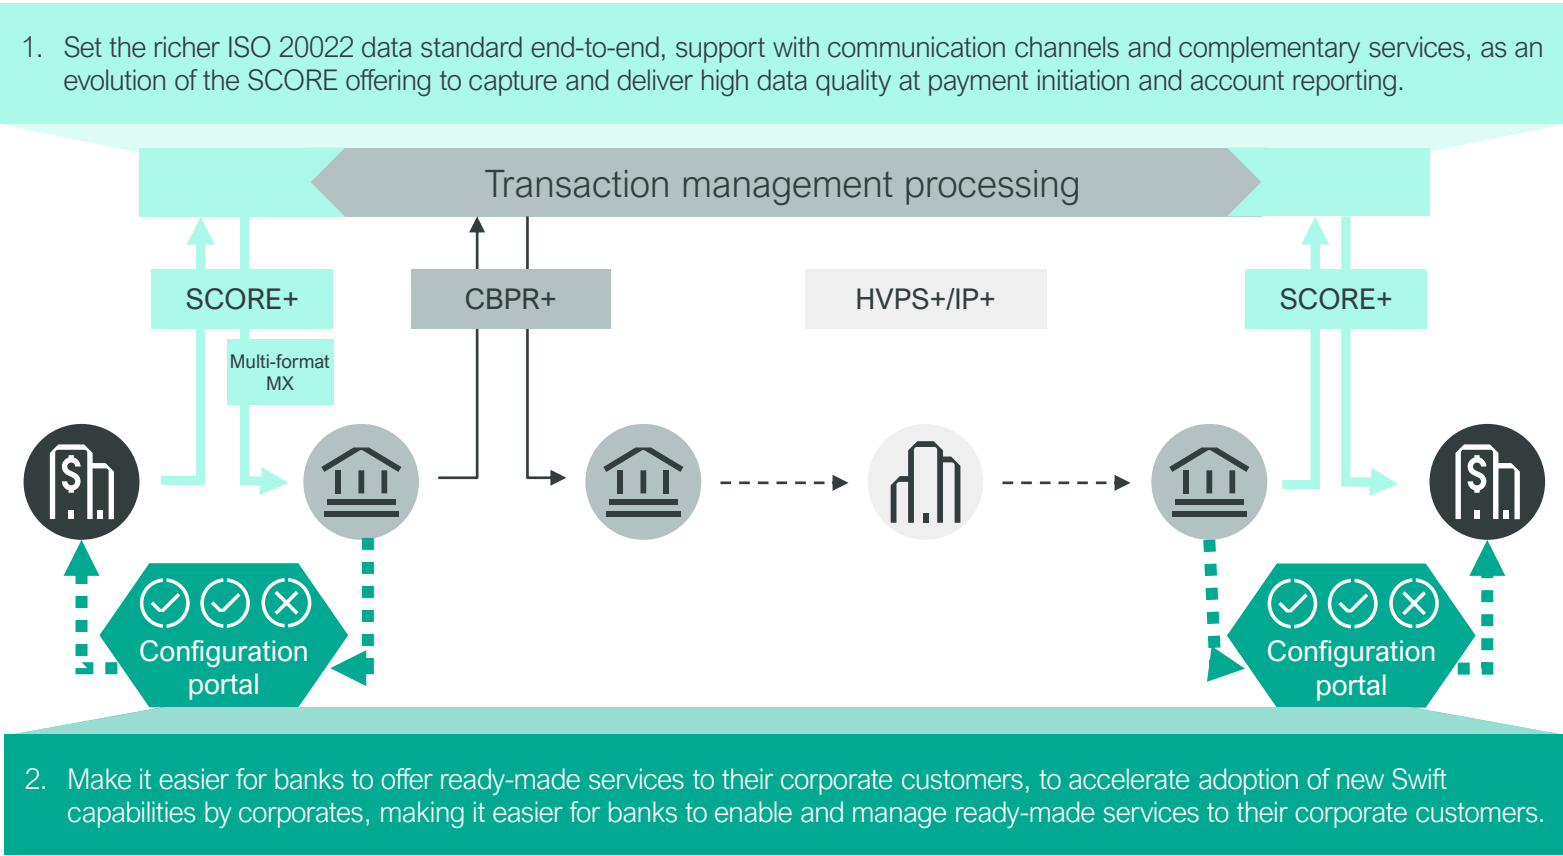 1. Set the richer ISO 20022 data standard end-to-end, support with communication channels and complementary services, as an
evolution of the SCORE offering to capture and deliver high data quality at payment initiation and account reporting.
Transaction management processing
SCORE+
CBPR+
HVPS+/IP+
SCORE+
Multi-format
MX
$
$
Configuration
portal
Configuration
portal
2. Make it easier for banks to offer ready-made services to their corporate customers, to accelerate adoption of new Swift
capabilities by corporates, making it easier for banks to enable and manage ready-made services to their corporate customers.